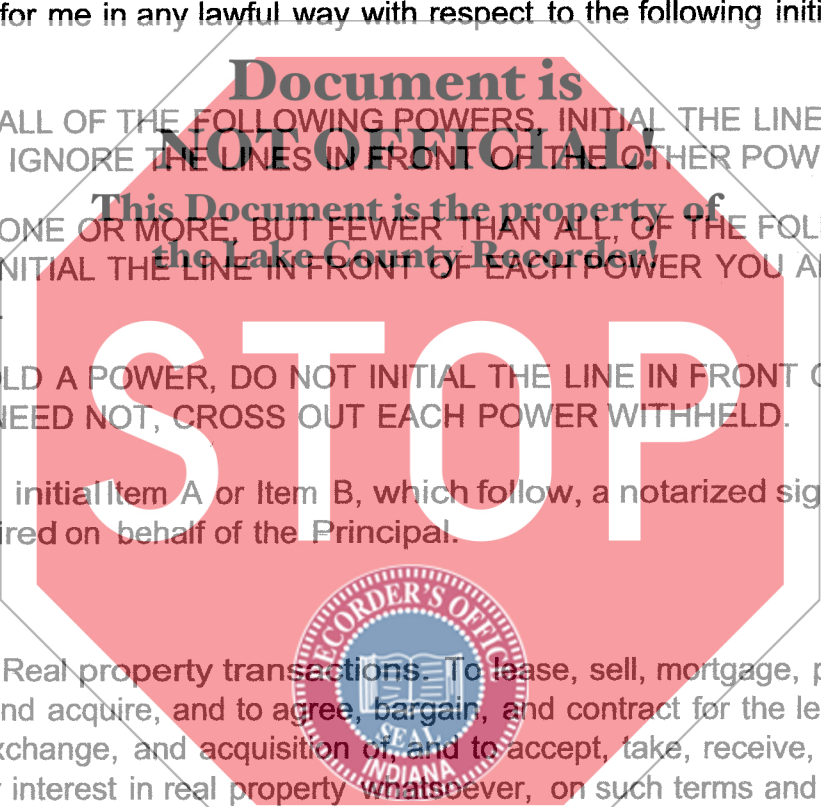 for me in any lawful way with respect to the following initi
Document is
ALL OF THE FOLLOWING POWERS, INITIAL THE LINE
NOT OFFICIAL!
IGNORE THE LINES IN FRONT OF THE OTHER POW
This Document is the property of
ONE OR MORE, BUT FEWER THAN ALL, OF THE FOL
the Lake County Recorder!
NITIAL THE LINE IN FRONT OF EACH POWER YOU A
STOP
LD A POWER, DO NOT INITIAL THE LINE IN FRONT
NEED NOT, CROSS OUT EACH POWER WITHHELD.
initial Item A or Item B, which follow, a notarized sig
ired on behalf of the Principal.
RECORDER'S OFFIC
SEAL
INDIANA
Real property transactions. To lease, sell, mortgage, p
nd acquire, and to agree, bargain, and contract for the le
xchange, and acquisition of, and to accept, take, receive,
interest in real property whatsoever, on such terms and